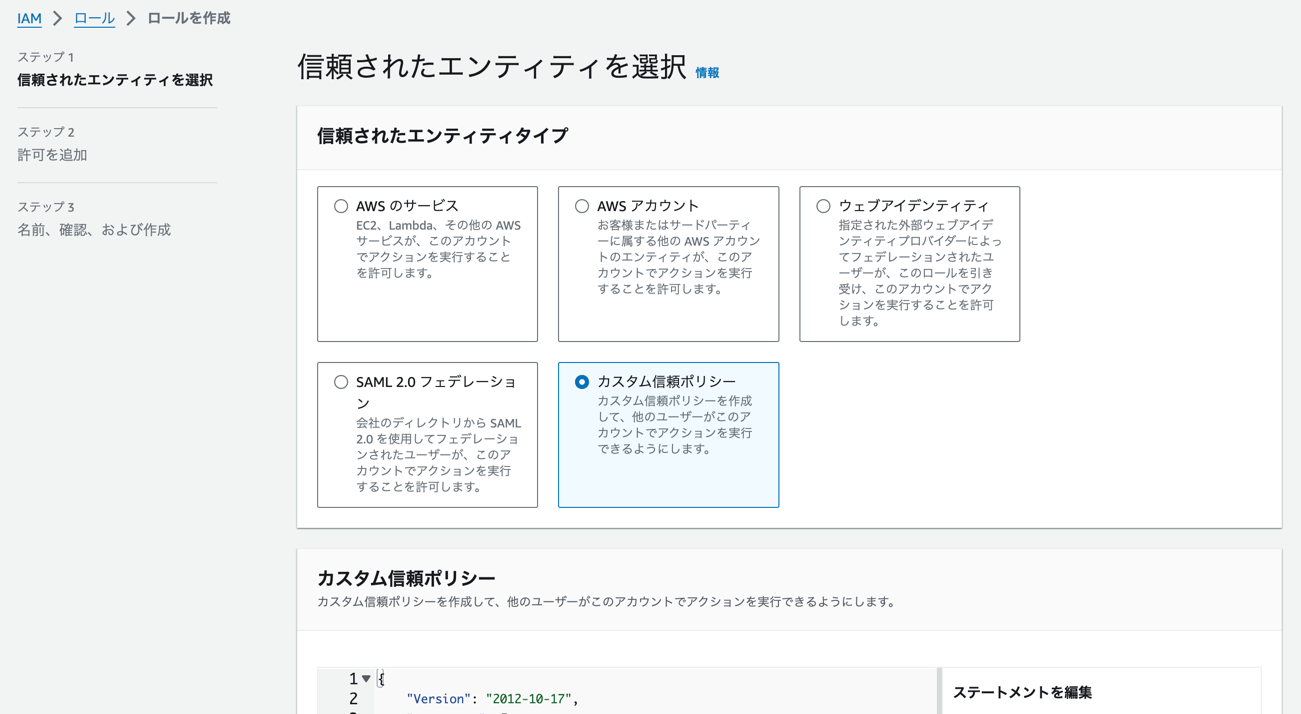 IAM > ロール > ロールを作成
ステップ 1
信頼されたエンティティを選択
ステップ 2
許可を追加
ステップ 3
名前、確認、および作成
信頼されたエンティティを選択 情報
信頼されたエンティティタイプ
AWS のサービス
EC2、Lambda、その他の AWS
サービスが、このアカウント
でアクションを実行すること
を許可します。
AWS アカウント
お客様またはサードパーティ
ーに属する他の AWS アカウン
トのエンティティが、このア
カウントでアクションを実行
することを許可します。
ウェブアイデンティティ
指定された外部ウェブアイデ
ンティティプロバイダーによっ
てフェデレーションされたユ
ーザーが、このロールを引き
受け、このアカウントでアク
ションを実行することを許可
します。
SAML 2.0 フェデレーショ
ン
会社のディレクトリから SAML
2.0 を使用してフェデレーショ
ンされたユーザーが、このア
カウントでアクションを実行
することを許可します。
カスタム信頼ポリシー
カスタム信頼ポリシーを作成
して、他のユーザーがこのア
カウントでアクションを実行
できるようにします。
カスタム信頼ポリシー
カスタム信頼ポリシーを作成して、他のユーザーがこのアカウントでアクションを実行できるようにします。
1 {
2 "Version": "2012-10-17",
ステートメントを編集